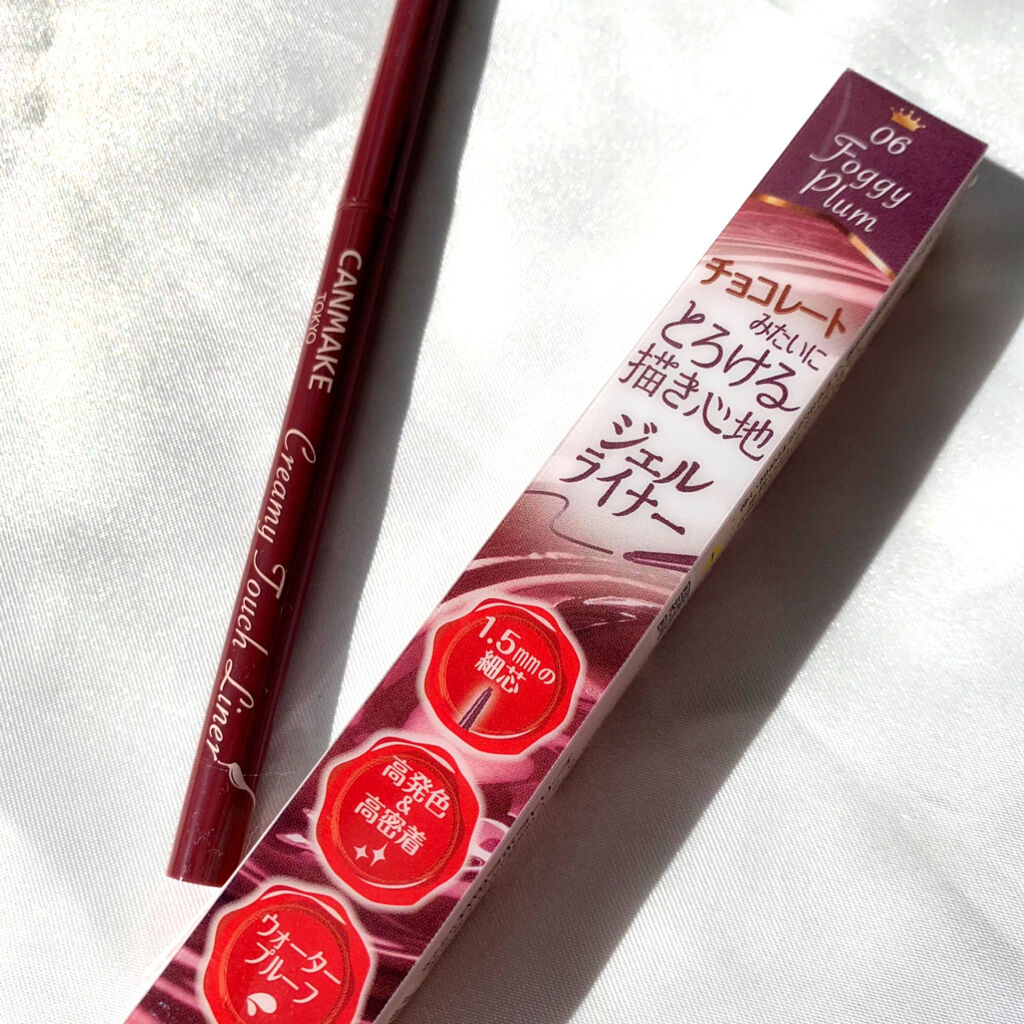 CANMAKE
TOKYO
Creamy Touch Liner
06
Foggy
Plum
チョコレート
みたいに
とろける
描き心地
ジェル
ライナー
1.5mmの
細芯
高発色
&
高密着
ウォーター
プルーフ